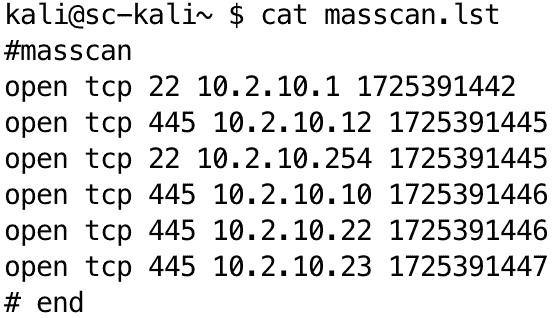 kali@sc-kali~ $ cat masscan.lst
#masscan
open tcp 22 10.2.10.1 1725391442
open tcp 445 10.2.10.12 1725391445
open tcp 22 10.2.10.254 1725391445
open tcp 445 10.2.10.10 1725391446
open tcp 445 10.2.10.22 1725391446
open tcp 445 10.2.10.23 1725391447
# end